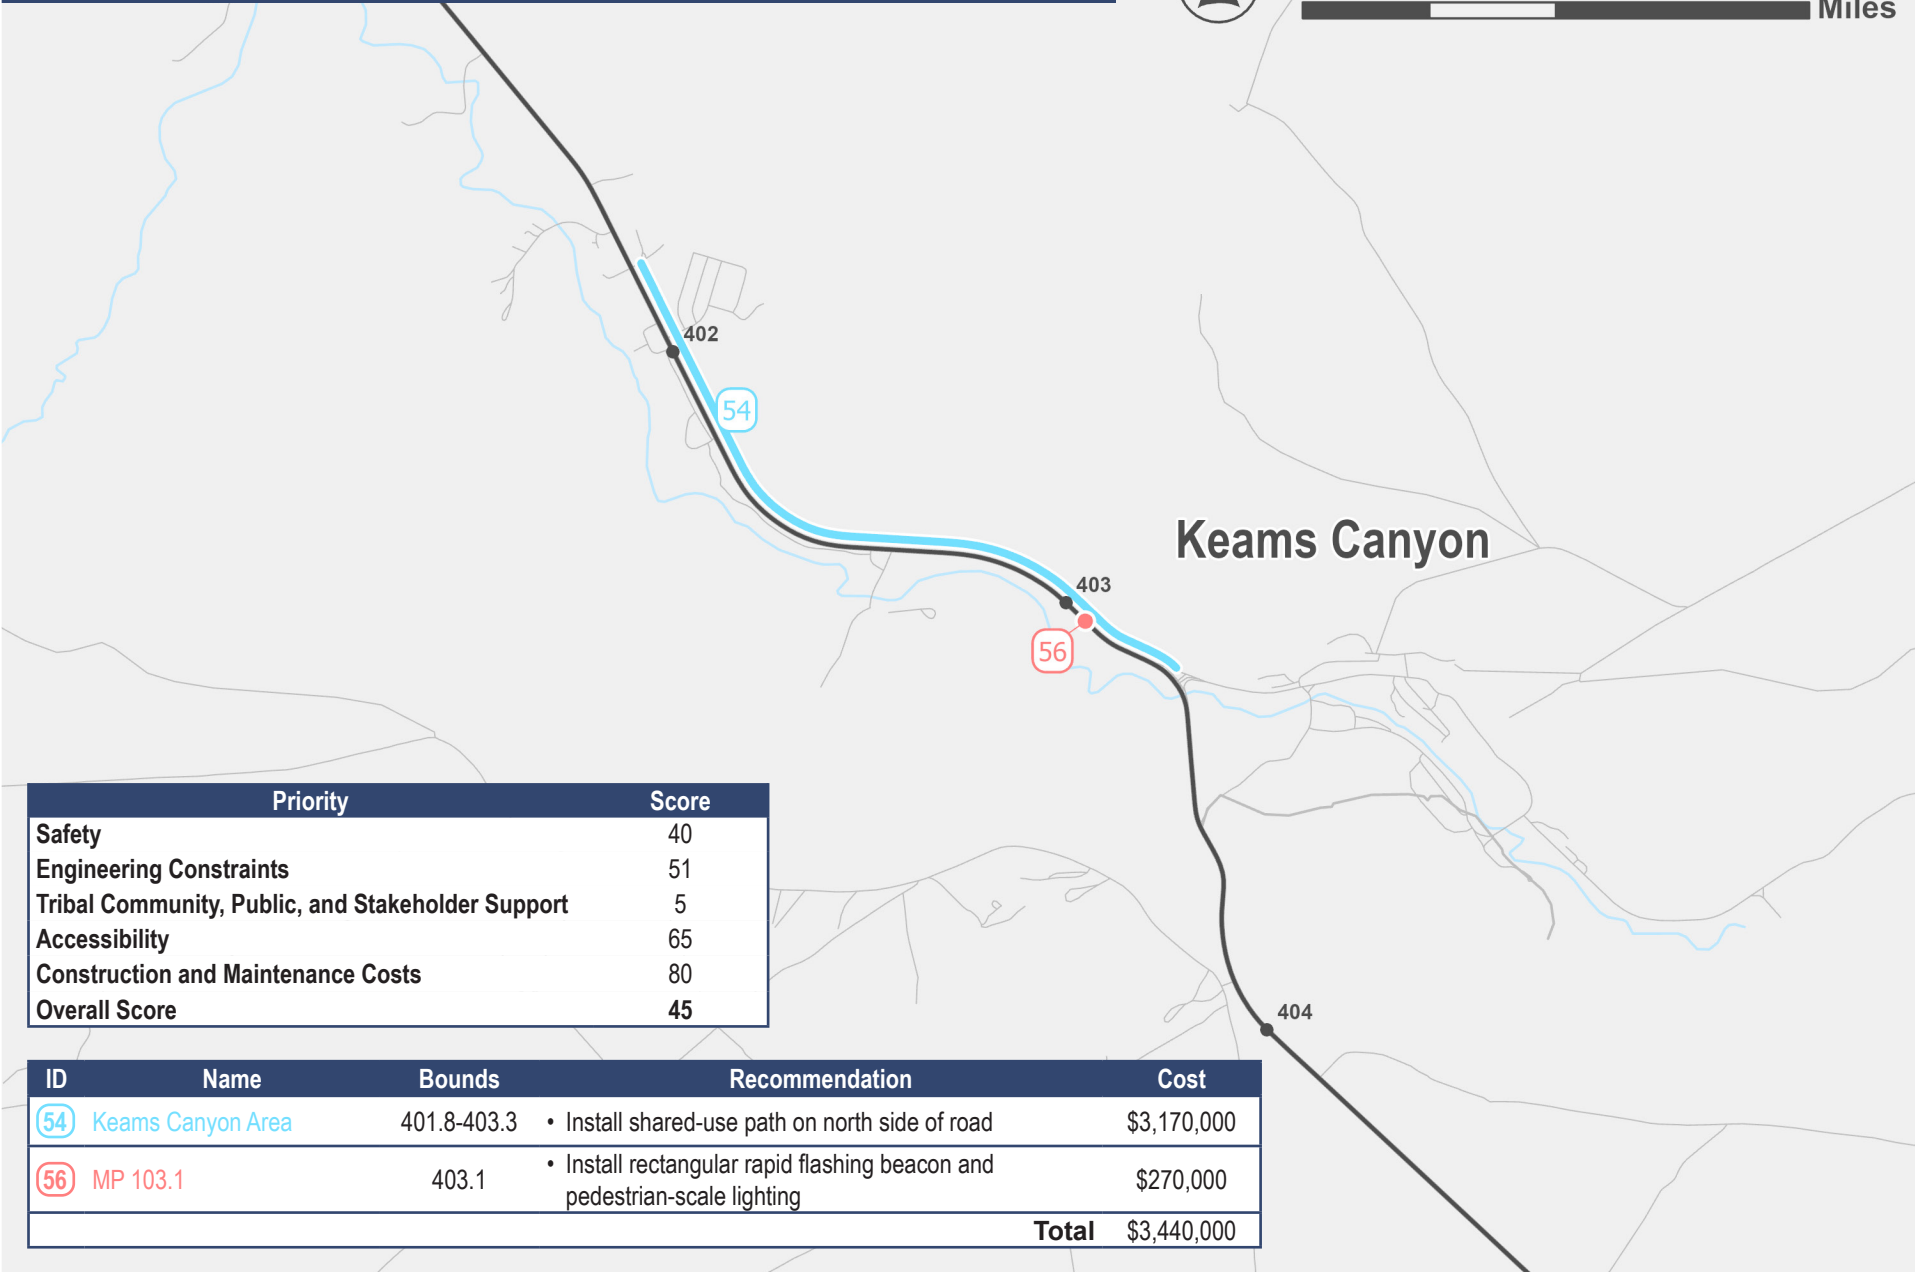 Miles
402
54
Keams Canyon
403
56
Priority Score
Safety 40
Engineering Constraints 51
Tribal Community, Public, and Stakeholder Support 5
Accessibility 65
Construction and Maintenance Costs 80
Overall Score 45
404
ID Name Bounds Recommendation Cost
54 Keams Canyon Area 401.8-403.3 • Install shared-use path on north side of road $3,170,000
56 MP 103.1 403.1 • Install rectangular rapid flashing beacon and
pedestrian-scale lighting $270,000
Total $3,440,000